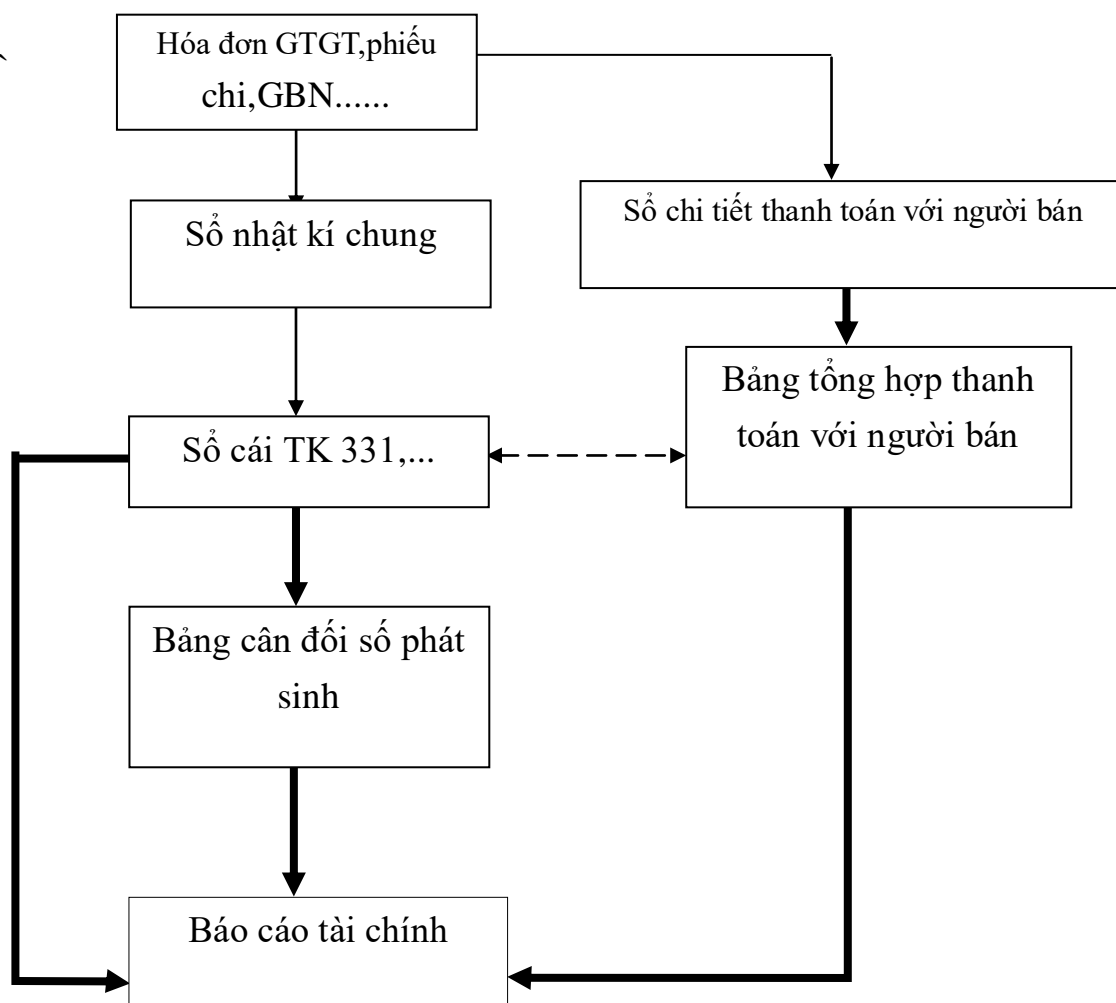 Hóa đơn GTGT,phiếu
chi,GBN......
Sổ chi tiết thanh toán với người bán
Sổ nhật kí chung
Bảng tổng hợp thanh
toán với người bán
Sổ cái TK 331,...
Bảng cân đối số phát
sinh
Báo cáo tài chính